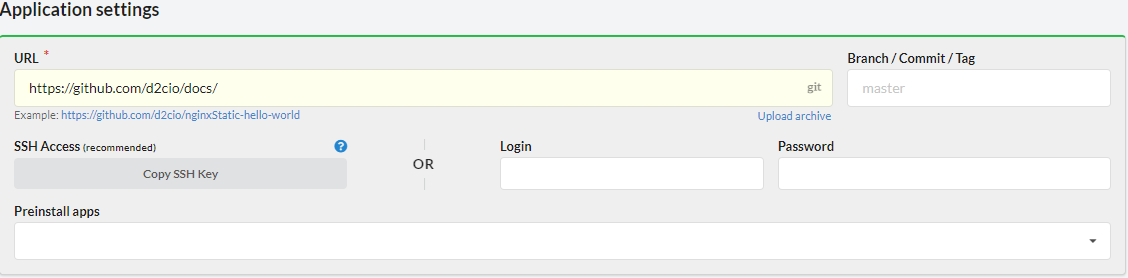 Application settings
URL *
Branch / Commit / Tag
https://github.com/d2cio/docs/
git
master
Example: https://github.com/d2cio/nginxStatic-hello-world
Upload archive
SSH Access (recommended)
?
OR
Login
Password
Copy SSH Key
Preinstall apps